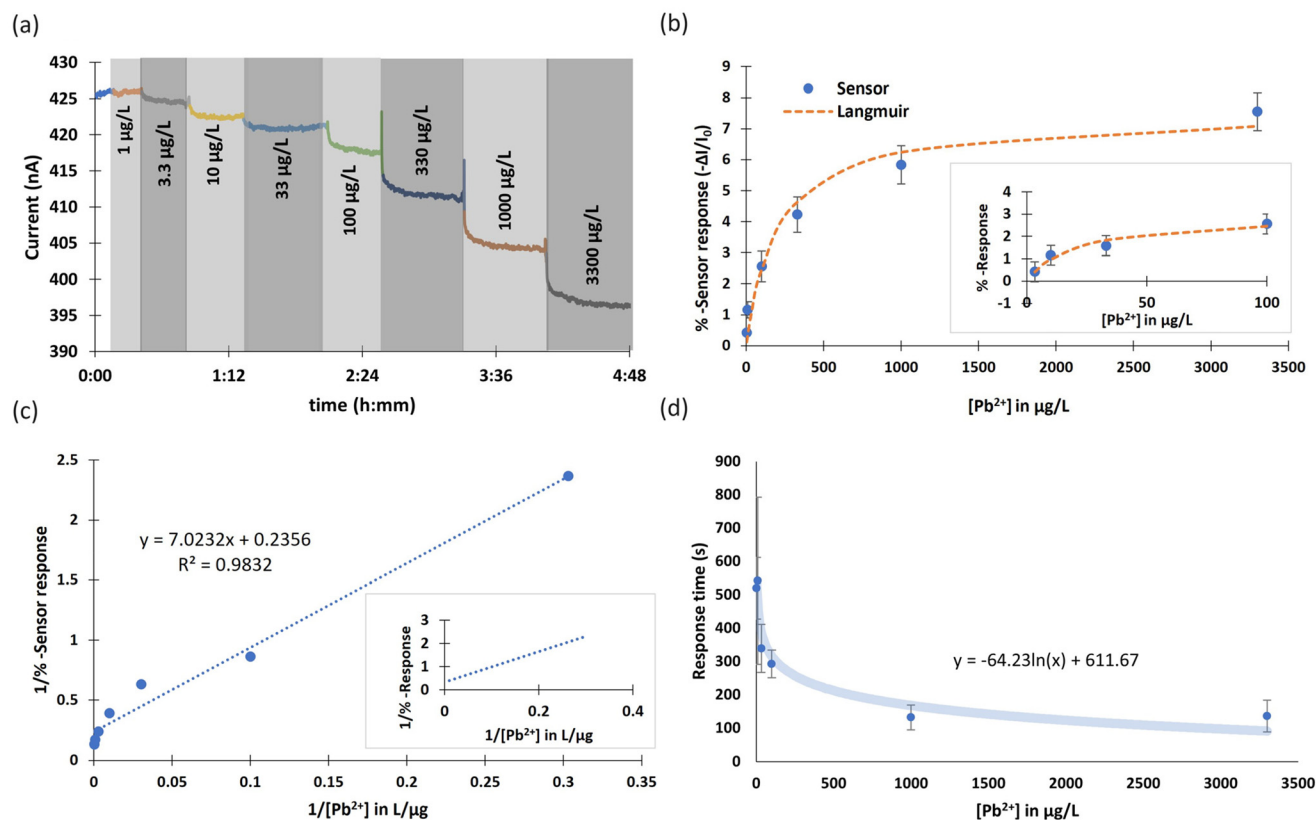 (a)
430
425
420
415
410
405
400
395
390
Current (nA)
1 µg/L
3.3 µg/L
10 µg/L
33 µg/L
100 µg/L
330 µg/L
1000 µg/L
3300 µg/L
0:00 1:12 2:24 3:36 4:48
time (h:mm)
(b)
9
8
7
6
5
4
3
2
1
0
% -Sensor response (-ΔI/I₀)
Sensor
Langmuir
0 500 1000 1500 2000 2500 3000 3500
[Pb²⁺] in µg/L
4
3
2
1
0
-1
% -Response
0 50 100
[Pb²⁺] in µg/L
(c)
2.5
2
1.5
1
0.5
0
1/% -Sensor response
y = 7.0232x + 0.2356
R² = 0.9832
0 0.05 0.1 0.15 0.2 0.25 0.3 0.35
1/[Pb²⁺] in L/µg
3
2
1
0
1/% -Response
0 0.2 0.4
1/[Pb²⁺] in L/µg
(d)
900
800
700
600
500
400
300
200
100
0
Response time (s)
y = -64.23ln(x) + 611.67
0 500 1000 1500 2000 2500 3000 3500
[Pb²⁺] in µg/L